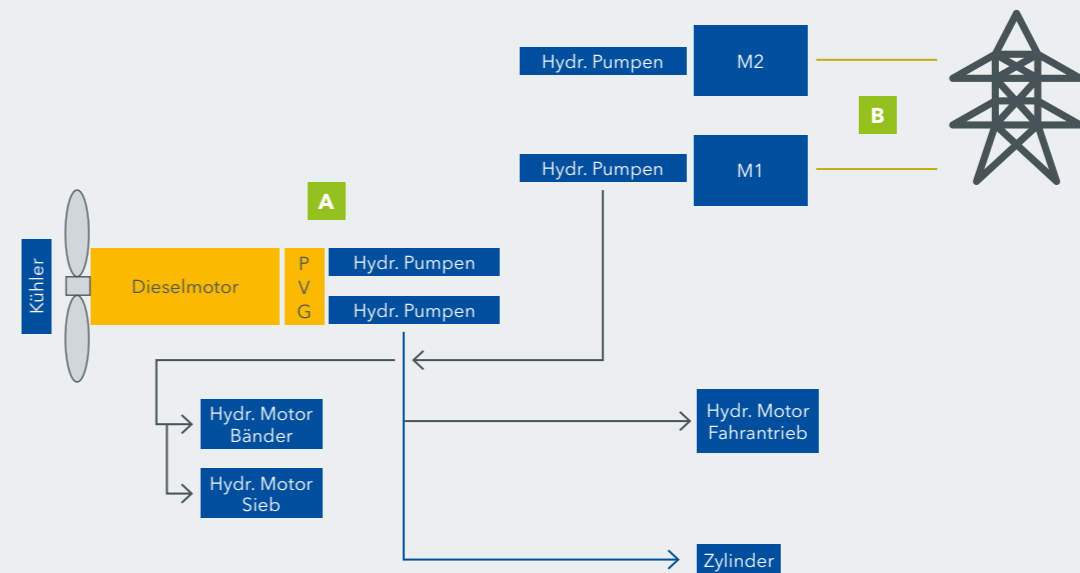 Hydr. Pumpen
M2
B
Hydr. Pumpen
M1
A
Kühler
Dieselmotor
P
V
G
Hydr. Pumpen
Hydr. Pumpen
Hydr. Motor
Bänder
Hydr. Motor
Fahrantrieb
Hydr. Motor
Sieb
Zylinder